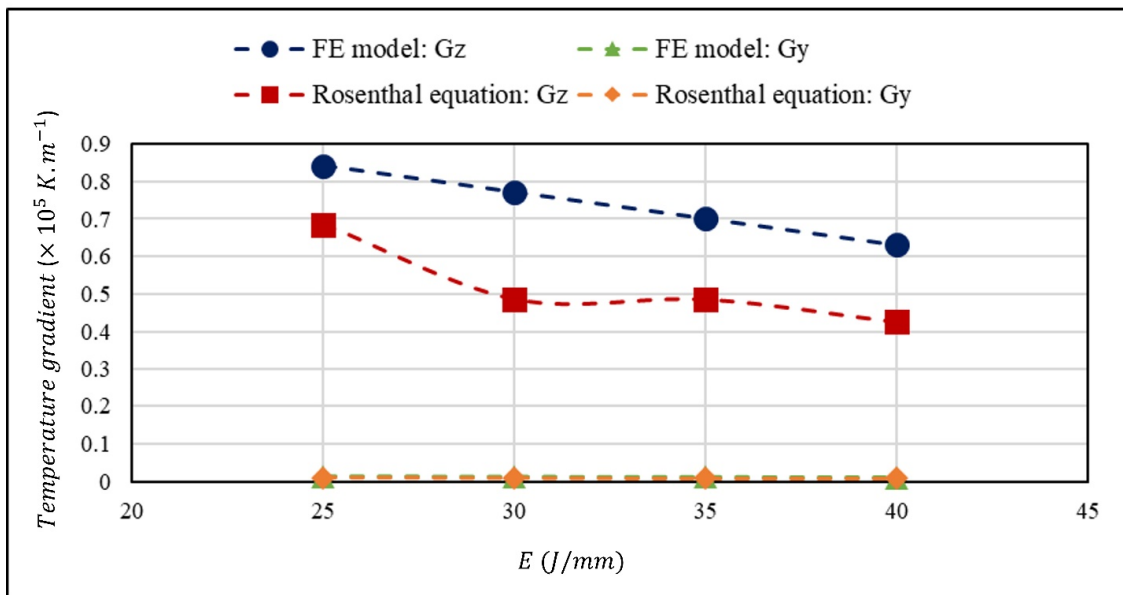 FE model: Gz
FE model: Gy
Rosenthal equation: Gz
Rosenthal equation: Gy
Temperature gradient (× 10⁵ K.m⁻¹)
0.9
0.8
0.7
0.6
0.5
0.4
0.3
0.2
0.1
0
20
25
30
35
40
45
E (J/mm)